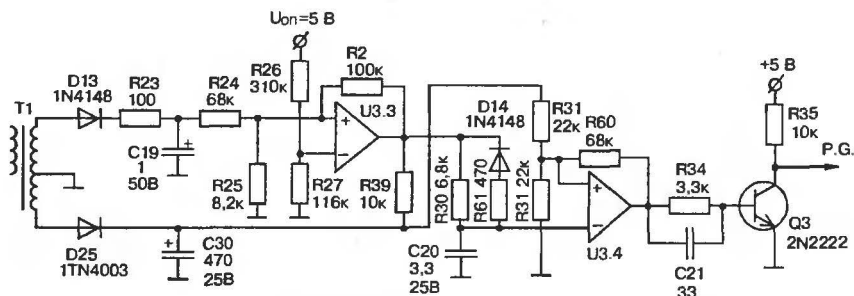 Uоп=5 В
+5 В
D13
1N4148
R23
100
R24
68к
R26
310к
R2
100к
U3.3
D14
1N4148
R31
22к
R60
68к
R35
10к
P.G.
T1
C19
1
50В
+
R25
8,2к
R27
116к
+
−
R39
10к
R30 6,8к
R61 470
R31 22к
+
−
U3.4
R34
3,3к
C21
33
Q3
2N2222
D25
1TN4003
+
C30
470
25В
C20
3,3
25В